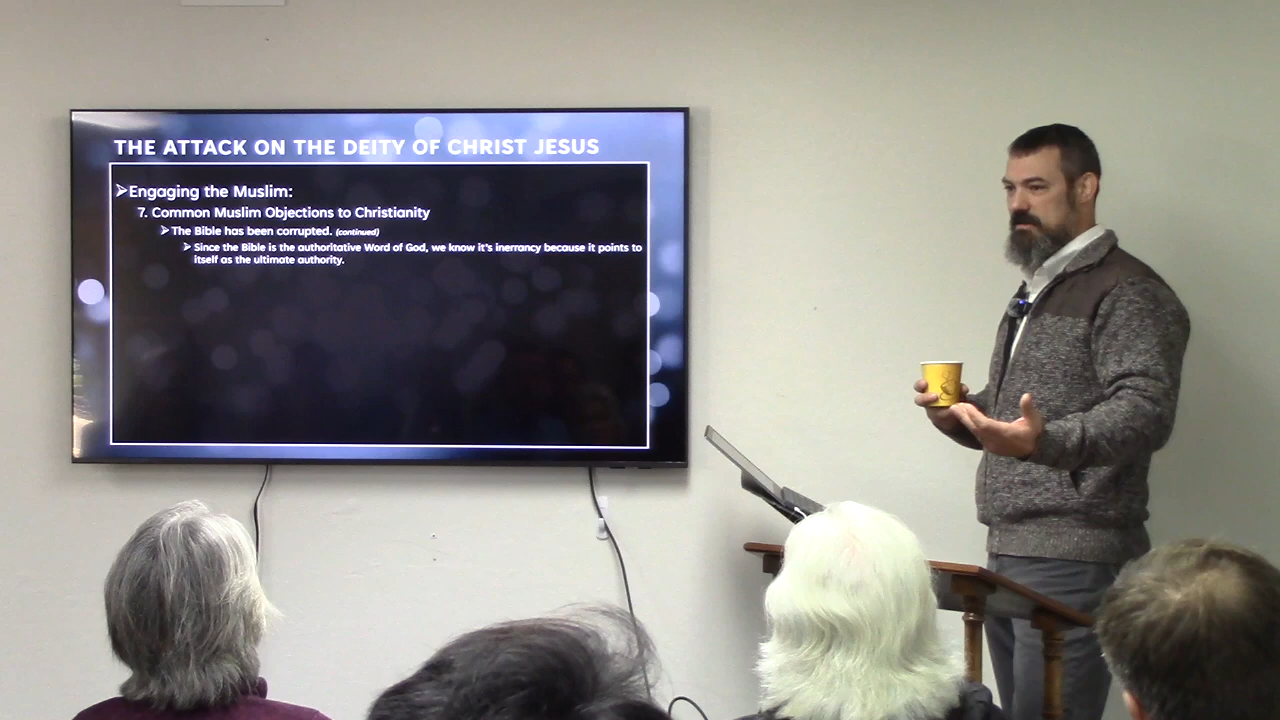 THE ATTACK ON THE DEITY OF CHRIST JESUS
➢Engaging the Muslim:
7. Common Muslim Objections to Christianity
➢The Bible has been corrupted. (continued)
➢Since the Bible is the authoritative Word of God, we know it's inerrancy because it points to
itself as the ultimate authority.